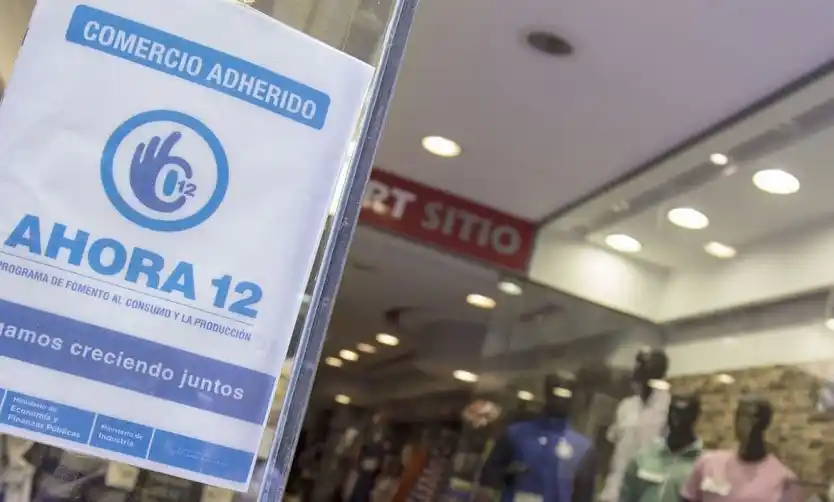 COMERCIO ADHERIDO
12
AHORA 12
PROGRAMA DE FOMENTO AL CONSUMO Y LA PRODUCCIÓN
amos creciendo juntos
Ministerio de
Economía y
Finanzas Públicas
Ministerio de
Industria
RT SITIO